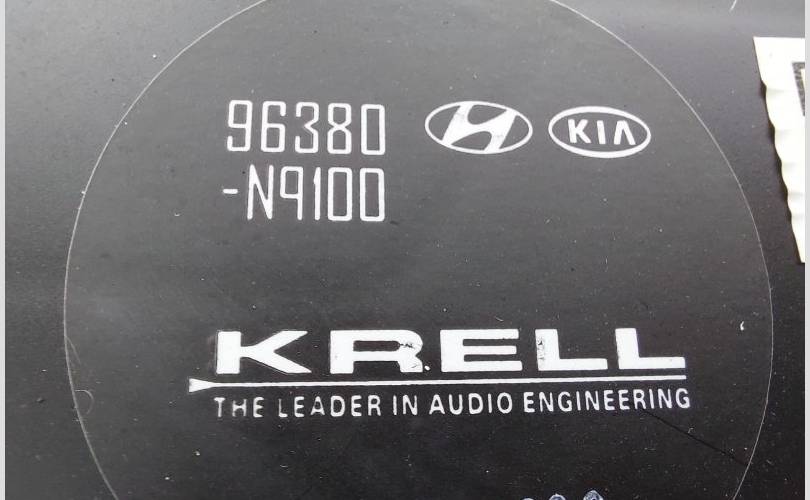 96380 KIA
-N9100
KRELL
THE LEADER IN AUDIO ENGINEERING